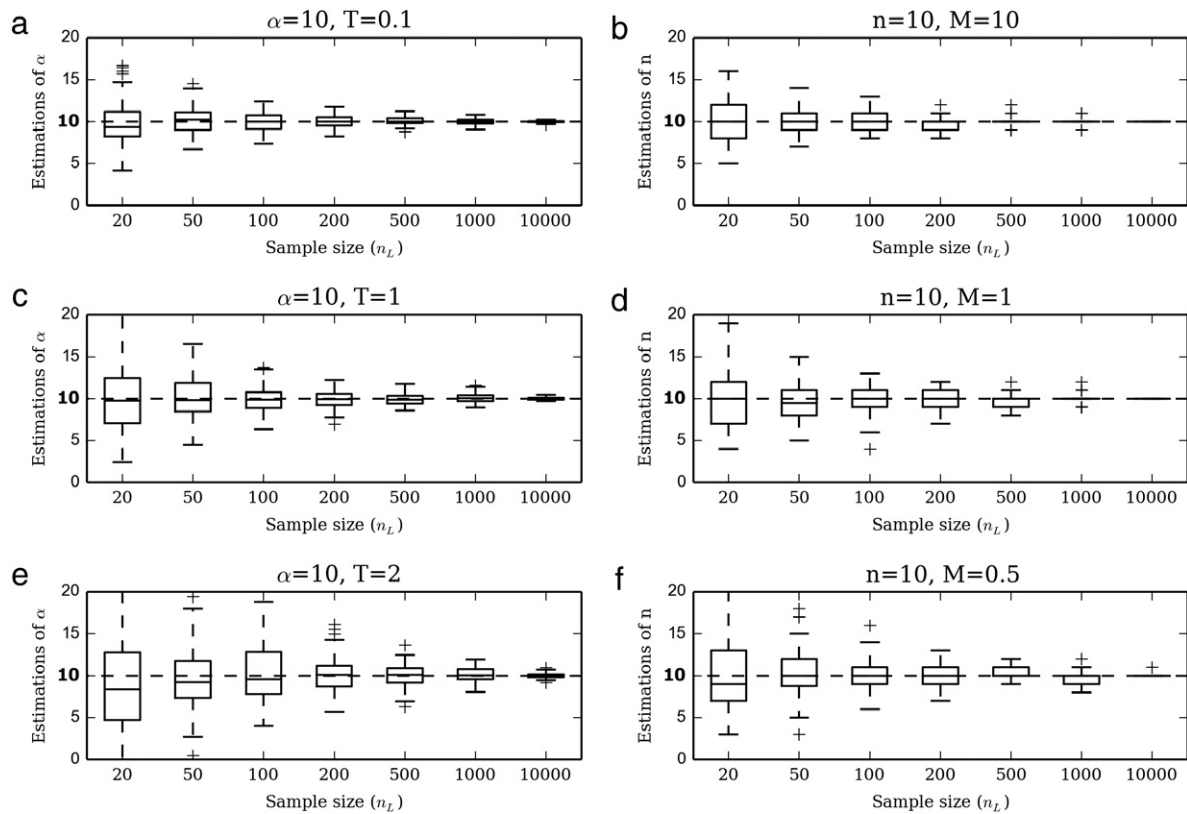 a
α=10, T=0.1
Estimations of α
20
15
10
5
0
20 50 100 200 500 1000 10000
Sample size (n_L)
b
n=10, M=10
Estimations of n
20
15
10
5
0
20 50 100 200 500 1000 10000
Sample size (n_L)
c
α=10, T=1
Estimations of α
20
15
10
5
0
20 50 100 200 500 1000 10000
Sample size (n_L)
d
n=10, M=1
Estimations of n
20
15
10
5
0
20 50 100 200 500 1000 10000
Sample size (n_L)
e
α=10, T=2
Estimations of α
20
15
10
5
0
20 50 100 200 500 1000 10000
Sample size (n_L)
f
n=10, M=0.5
Estimations of n
20
15
10
5
0
20 50 100 200 500 1000 10000
Sample size (n_L)